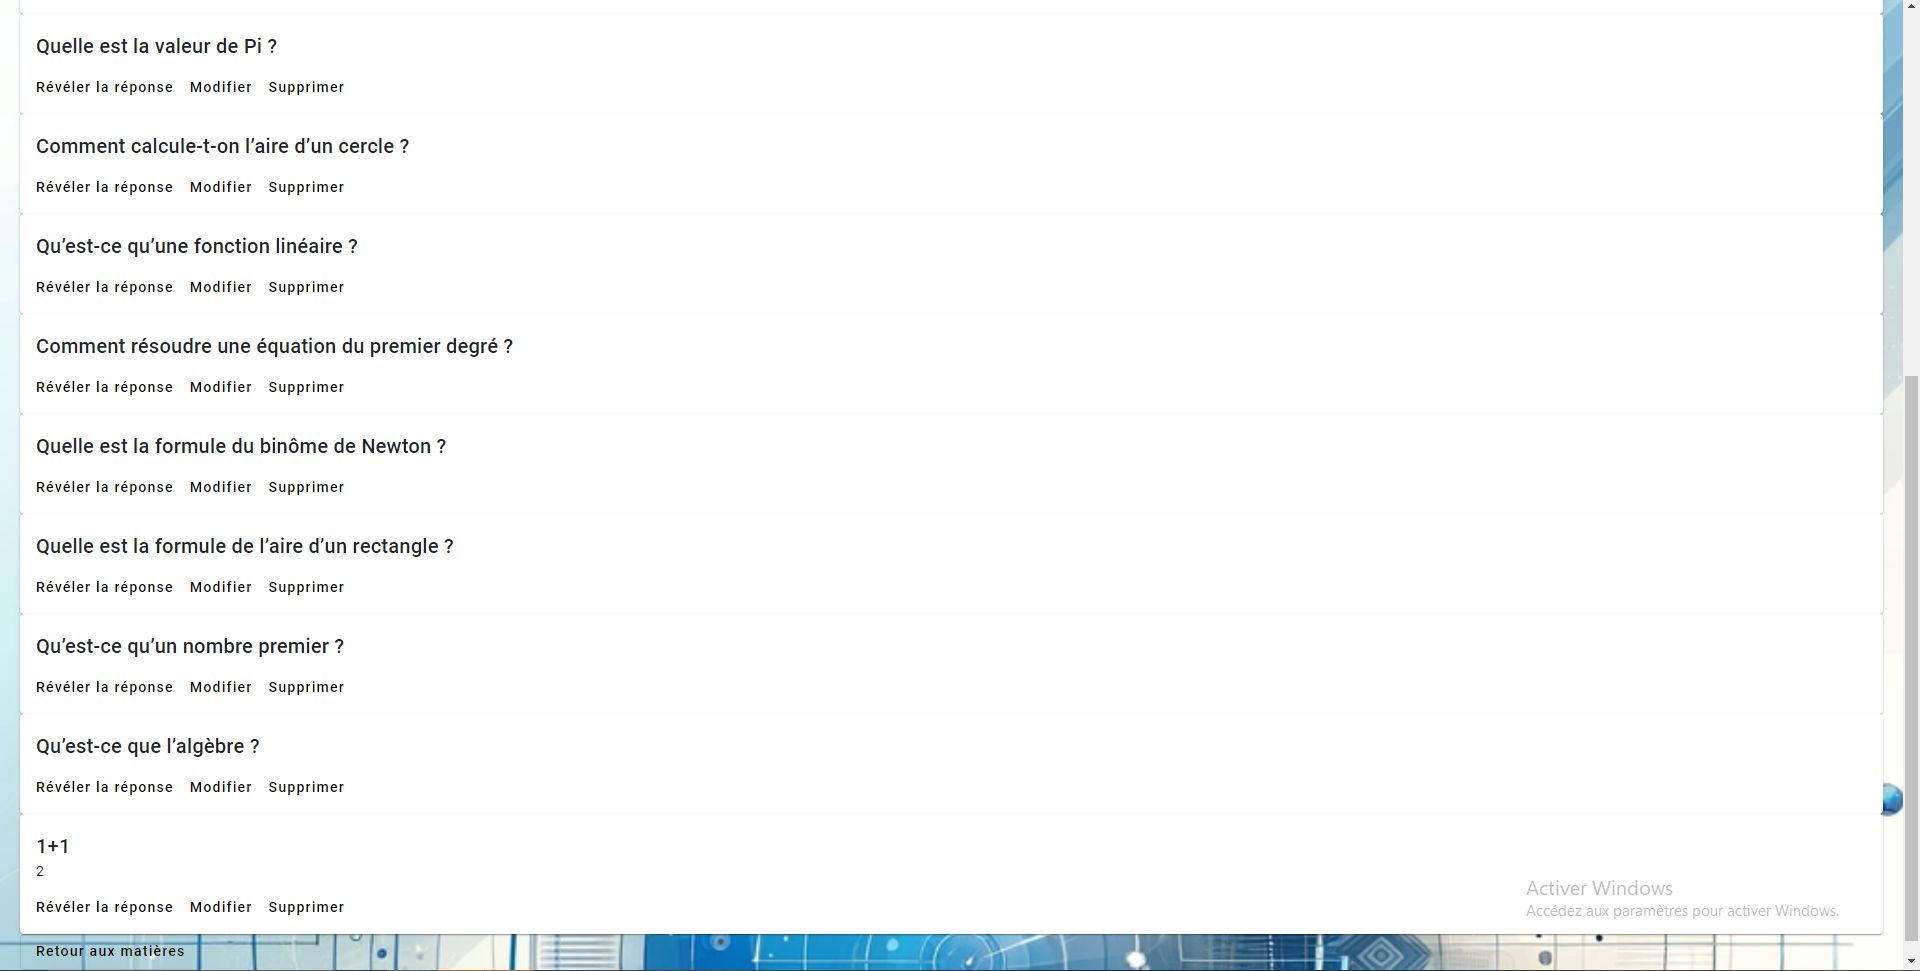 Quelle est la valeur de Pi ?
Révéler la réponse Modifier Supprimer
Comment calcule-t-on l’aire d’un cercle ?
Révéler la réponse Modifier Supprimer
Qu’est-ce qu’une fonction linéaire ?
Révéler la réponse Modifier Supprimer
Comment résoudre une équation du premier degré ?
Révéler la réponse Modifier Supprimer
Quelle est la formule du binôme de Newton ?
Révéler la réponse Modifier Supprimer
Quelle est la formule de l’aire d’un rectangle ?
Révéler la réponse Modifier Supprimer
Qu’est-ce qu’un nombre premier ?
Révéler la réponse Modifier Supprimer
Qu’est-ce que l’algèbre ?
Révéler la réponse Modifier Supprimer
1+1
2
Révéler la réponse Modifier Supprimer
Activer Windows
Accédez aux paramètres pour activer Windows.
Retour aux matières